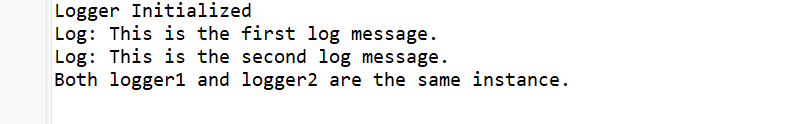 Logger Initialized
Log: This is the first log message.
Log: This is the second log message.
Both logger1 and logger2 are the same instance.